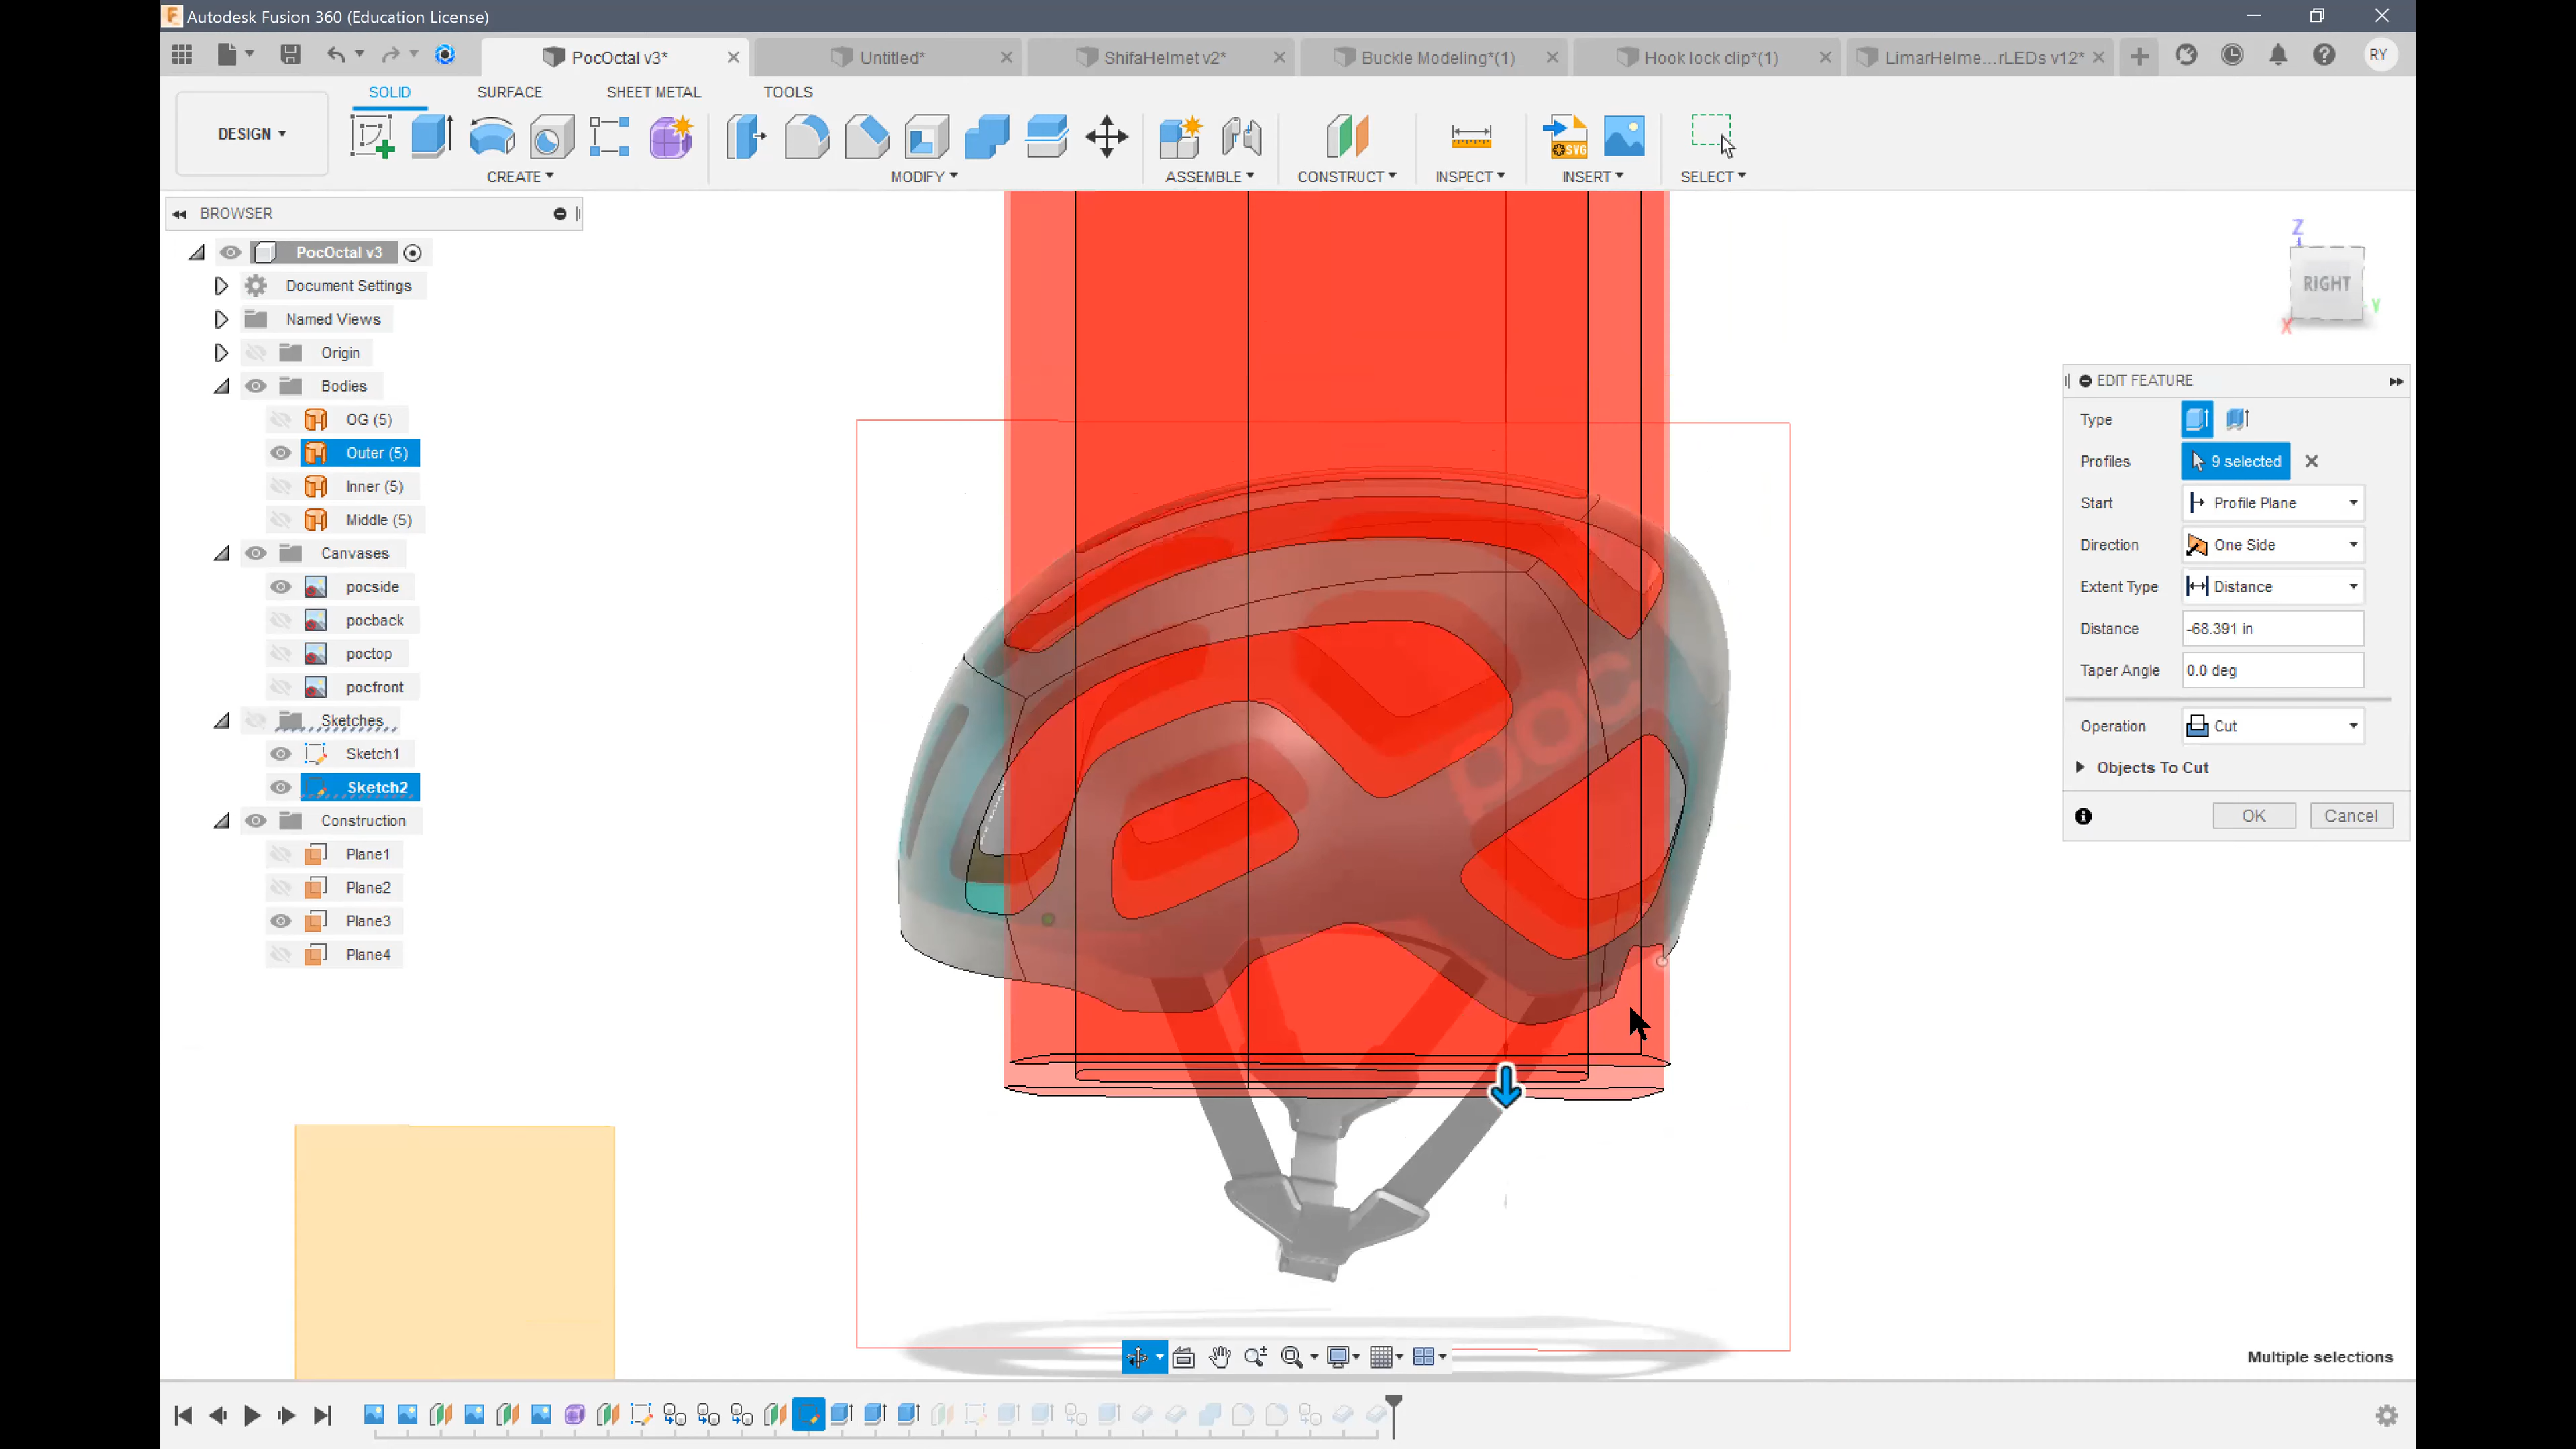 Autodesk Fusion 360 (Education License)
PocOctal v3*
Untitled*
ShifaHelmet v2*
Buckle Modeling*(1)
Hook lock clip*(1)
LimarHelme...rLEDs v12*
RY
SOLID
SURFACE
SHEET METAL
TOOLS
DESIGN
CREATE
MODIFY
ASSEMBLE
CONSTRUCT
INSPECT
INSERT
SVG
SELECT
BROWSER
PocOctal v3
Document Settings
Named Views
Origin
Bodies
OG (5)
Outer (5)
Inner (5)
Middle (5)
Canvases
pocside
pocback
poctop
pocfront
Sketches
Sketch1
Sketch2
Construction
Plane1
Plane2
Plane3
Plane4
poc
Z
RIGHT
Y
X
EDIT FEATURE
Type
Profiles 9 selected
Start Profile Plane
Direction One Side
Extent Type Distance
Distance -68.391 in
Taper Angle 0.0 deg
Operation Cut
Objects To Cut
OK Cancel
Multiple selections